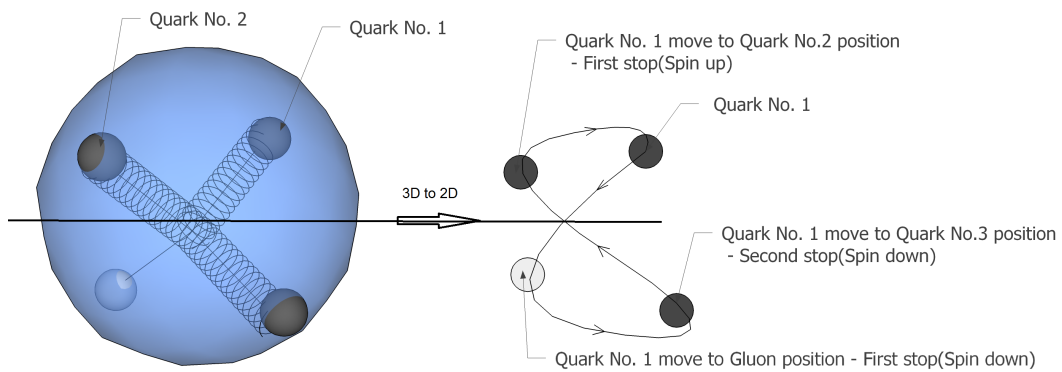 Quark No. 2
Quark No. 1
Quark No. 1 move to Quark No.2 position
- First stop(Spin up)
Quark No. 1
3D to 2D
Quark No. 1 move to Quark No.3 position
- Second stop(Spin down)
Quark No. 1 move to Gluon position - First stop(Spin down)